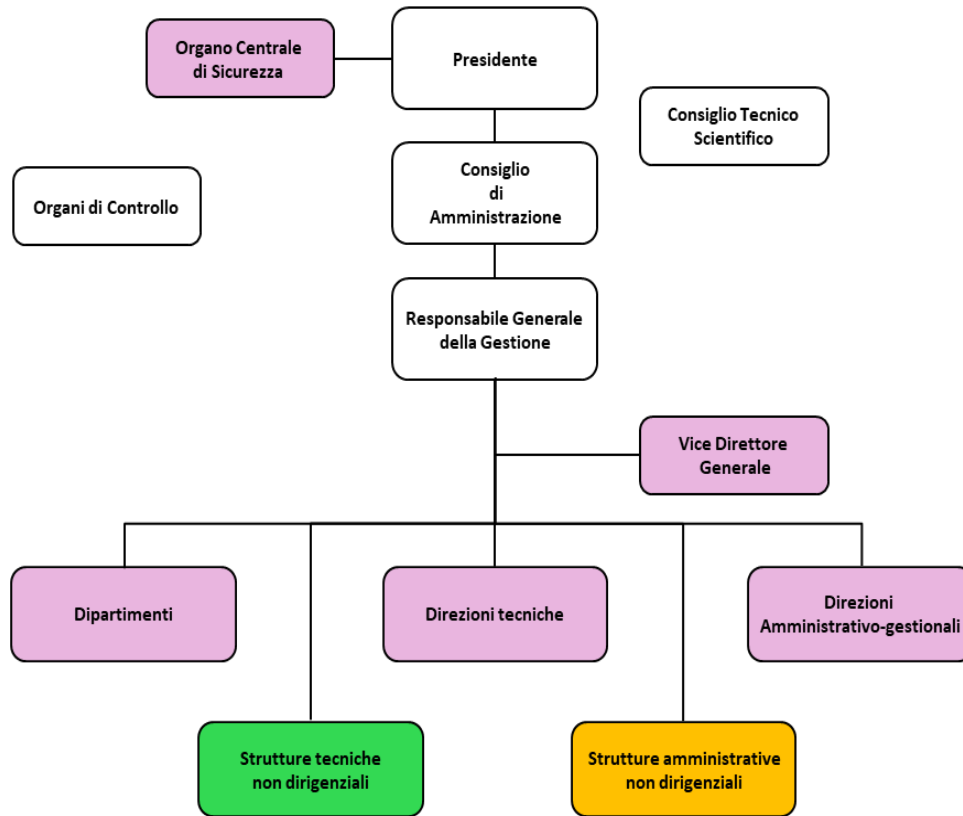 Organo Centrale
di Sicurezza
Presidente
Consiglio Tecnico
Scientifico
Consiglio
di
Amministrazione
Organi di Controllo
Responsabile Generale
della Gestione
Vice Direttore
Generale
Dipartimenti
Direzioni tecniche
Direzioni
Amministrativo-gestionali
Strutture tecniche
non dirigenziali
Strutture amministrative
non dirigenziali